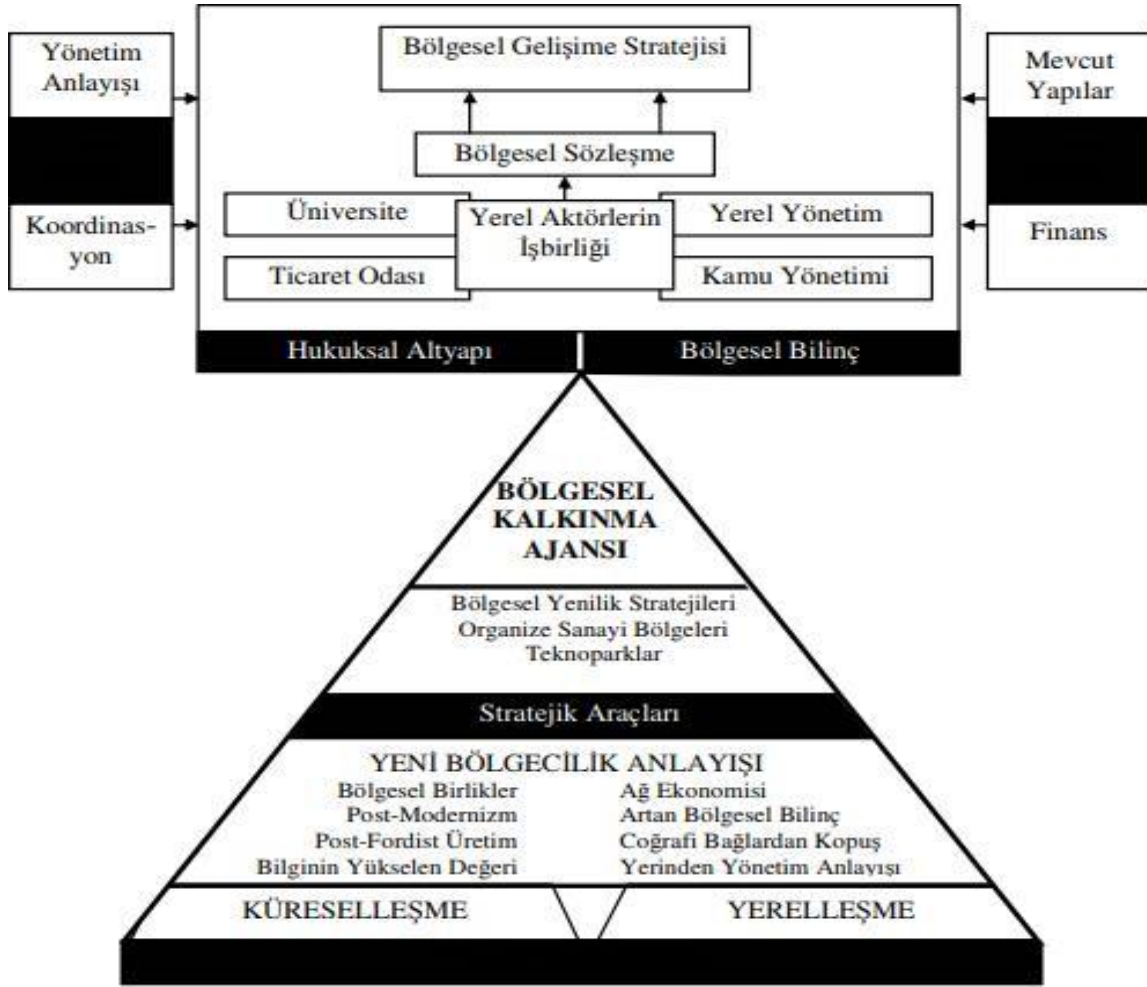 Yönetim
Anlayışı
Koordinas-
yon
Bölgesel Gelişime Stratejisi
Bölgesel Sözleşme
Üniversite
Yerel Aktörlerin
İşbirliği
Yerel Yönetim
Ticaret Odası
Kamu Yönetimi
Mevcut
Yapılar
Finans
Hukuksal Altyapı
Bölgesel Bilinç
BÖLGESEL
KALKINMA
AJANSI
Bölgesel Yenilik Stratejileri
Organize Sanayi Bölgeleri
Teknoparklar
Stratejik Araçları
YENİ BÖLGECİLİK ANLAYIŞI
Bölgesel Birlikler
Post-Modernizm
Post-Fordist Üretim
Bilginin Yükselen Değeri
Ağ Ekonomisi
Artan Bölgesel Bilinç
Coğrafi Bağlardan Kopuş
Yerinden Yönetim Anlayışı
KÜRESELLEŞME
YERELLEŞME